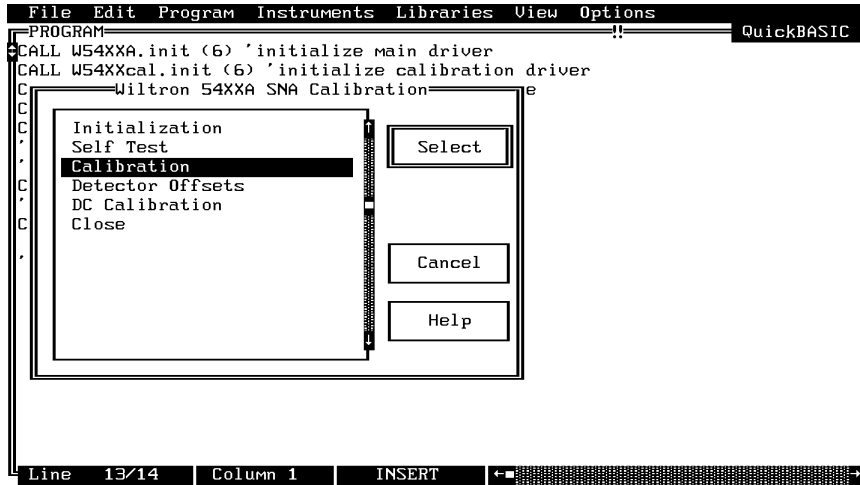 File Edit Program Instruments Libraries View Options
PROGRAM
QuickBASIC
CALL W54XXA.init (6) 'initialize main driver
CALL W54XXcal.init (6) 'initialize calibration driver
C
e
Wiltron 54XXA SNA Calibration
C
C
'
'
C
'
C
'
Initialization
Self Test
Calibration
Detector Offsets
DC Calibration
Close
Select
Cancel
Help
Line 13/14 Column 1 INSERT